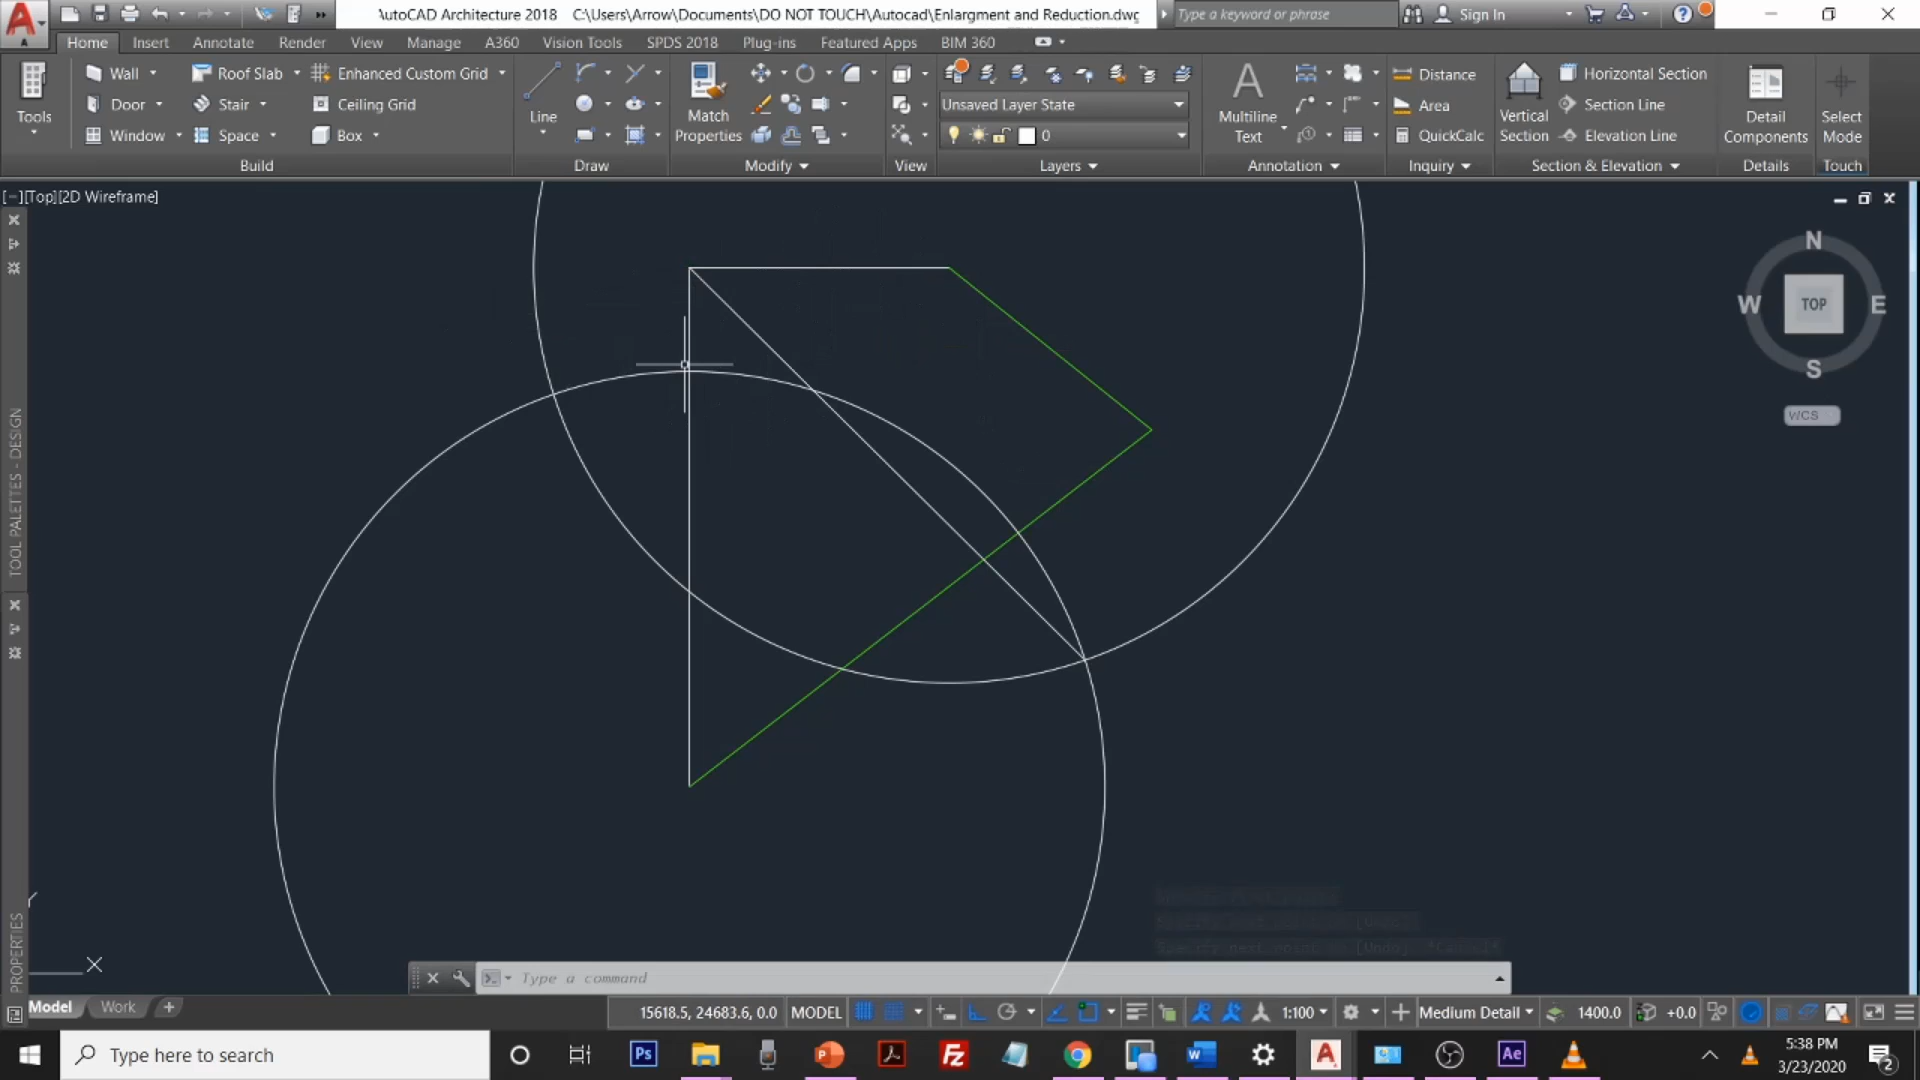 \utoCAD Architecture 2018 C:\Users\Arrow\Documents\DO NOT TOUCH\Autocad\Enlargment and Reduction.dwg
Type a keyword or phrase
Sign In
Home Insert Annotate Render View Manage A360 Vision Tools SPDS 2018 Plug-ins Featured Apps BIM 360
Tools
Wall Roof Slab Enhanced Custom Grid
Door Stair Ceiling Grid
Window Space Box
Build
Line
Draw
Match
Properties
Modify
View
Unsaved Layer State
0
Layers
Multiline
Text
Annotation
Distance
Area
QuickCalc
Inquiry
Vertical
Section
Horizontal Section
Section Line
Elevation Line
Section & Elevation
Detail
Components
Details
Select
Mode
Touch
[−][Top][2D Wireframe]
N
W TOP E
S
WCS
TOOL PALETTES - DESIGN
PROPERTIES
Type a command
Model Work
15618.5, 24683.6, 0.0 MODEL 1:100 Medium Detail 1400.0 +0.0
Type here to search
5:38 PM
3/23/2020
2